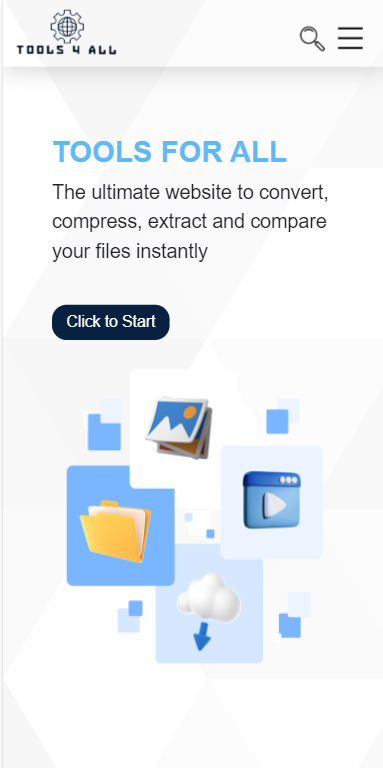 TOOLS 4 ALL
TOOLS FOR ALL
The ultimate website to convert,
compress, extract and compare
your files instantly
Click to Start